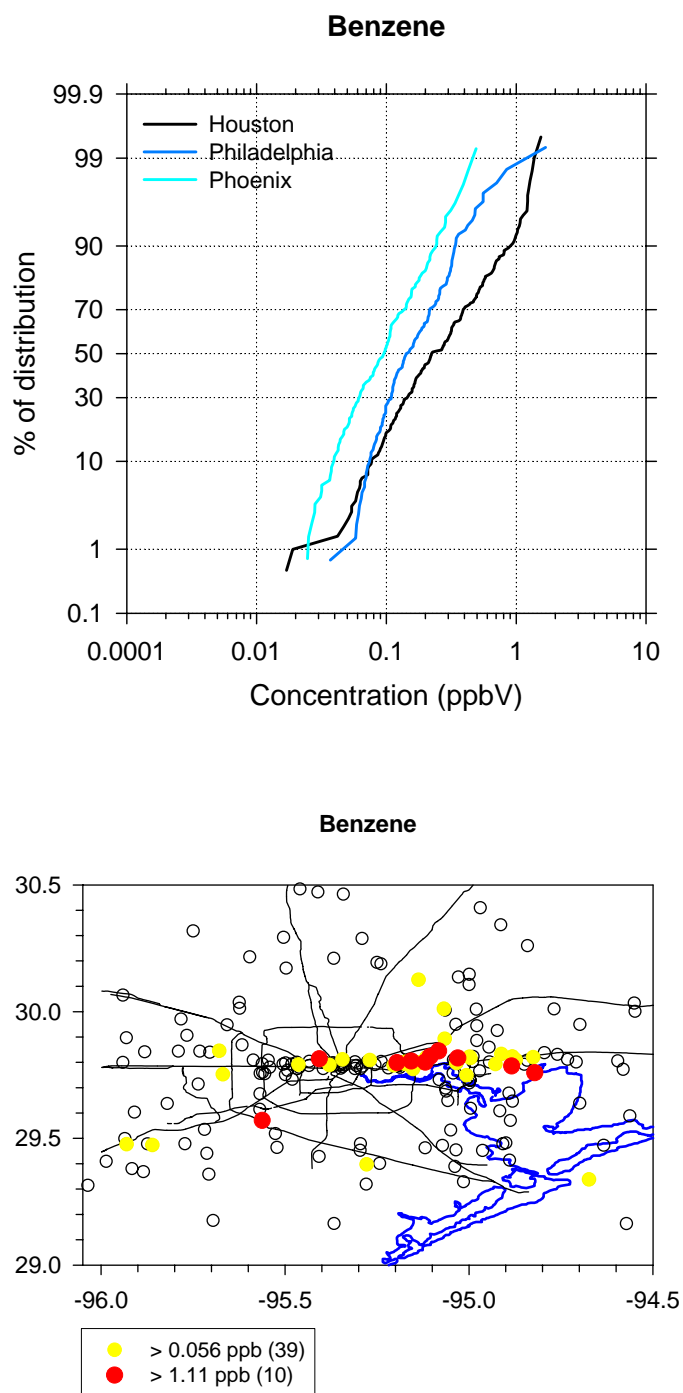 Benzene
99.9
99
90
70
50
30
10
1
0.1
% of distribution
Houston
Philadelphia
Phoenix
0.0001
0.01
0.1
1
10
Concentration (ppbV)
Benzene
30.5
30.0
29.5
29.0
-96.0
-95.5
-95.0
-94.5
> 0.056 ppb (39)
> 1.11 ppb (10)